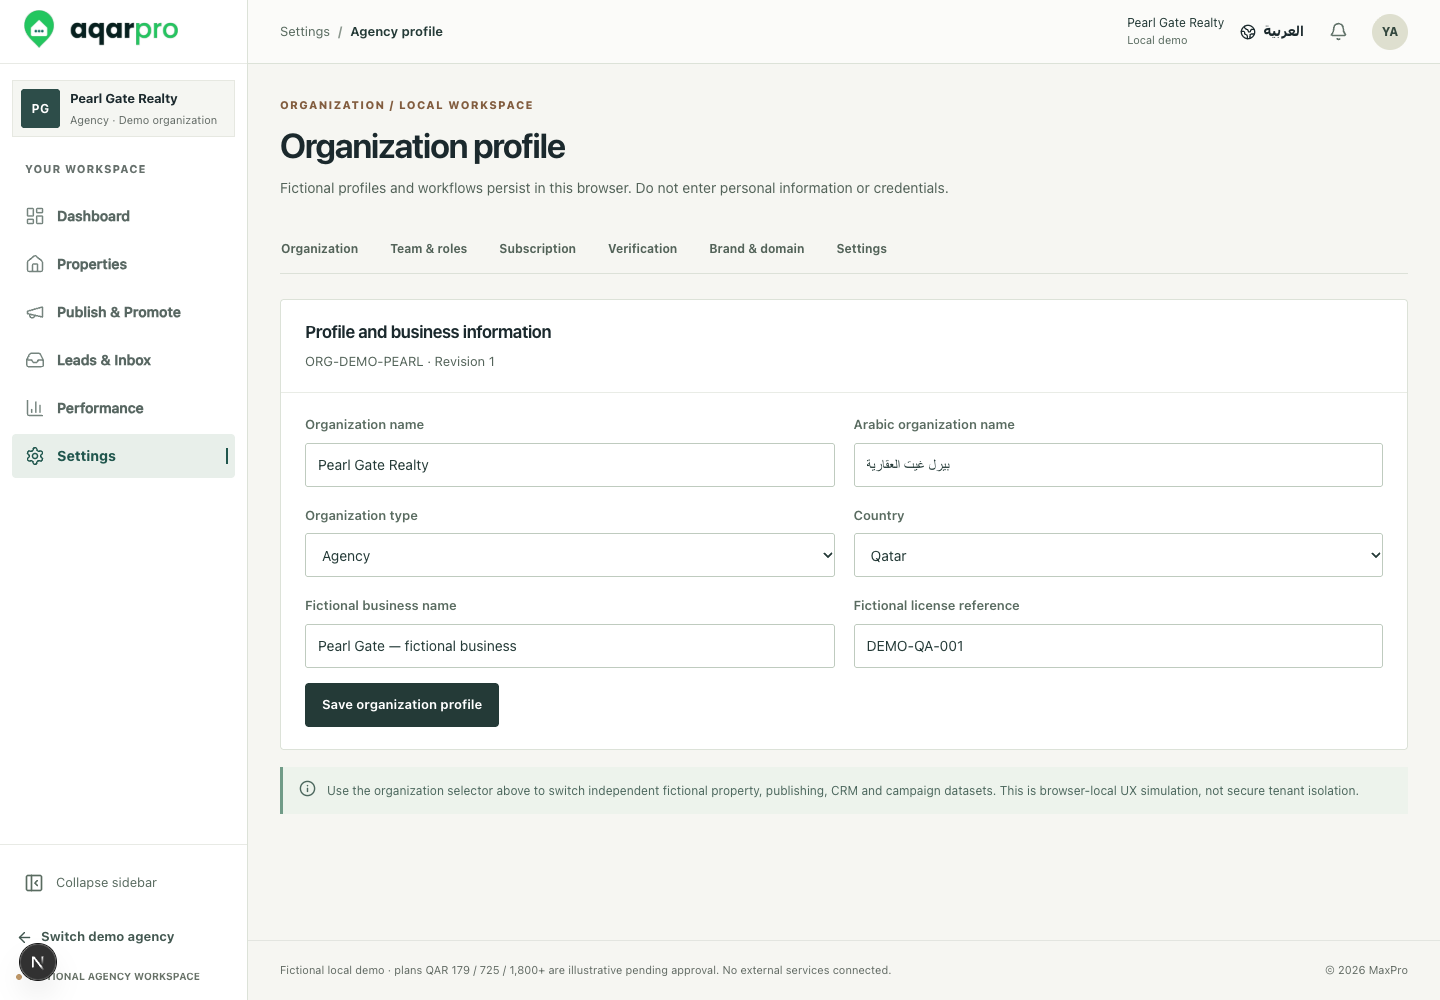 aqarpro
Settings / Agency profile
Pearl Gate Realty
Local demo
العربية
YA
PG
Pearl Gate Realty
Agency · Demo organization
YOUR WORKSPACE
Dashboard
Properties
Publish & Promote
Leads & Inbox
Performance
Settings
Collapse sidebar
Switch demo agency
N
AGENCY WORKSPACE
ORGANIZATION / LOCAL WORKSPACE
Organization profile
Fictional profiles and workflows persist in this browser. Do not enter personal information or credentials.
Organization Team & roles Subscription Verification Brand & domain Settings
Profile and business information
ORG-DEMO-PEARL · Revision 1
Organization name
Pearl Gate Realty
Arabic organization name
بيرل غيت العقارية
Organization type
Agency
Country
Qatar
Fictional business name
Pearl Gate — fictional business
Fictional license reference
DEMO-QA-001
Save organization profile
Use the organization selector above to switch independent fictional property, publishing, CRM and campaign datasets. This is browser-local UX simulation, not secure tenant isolation.
Fictional local demo · plans QAR 179 / 725 / 1,800+ are illustrative pending approval. No external services connected.
© 2026 MaxPro